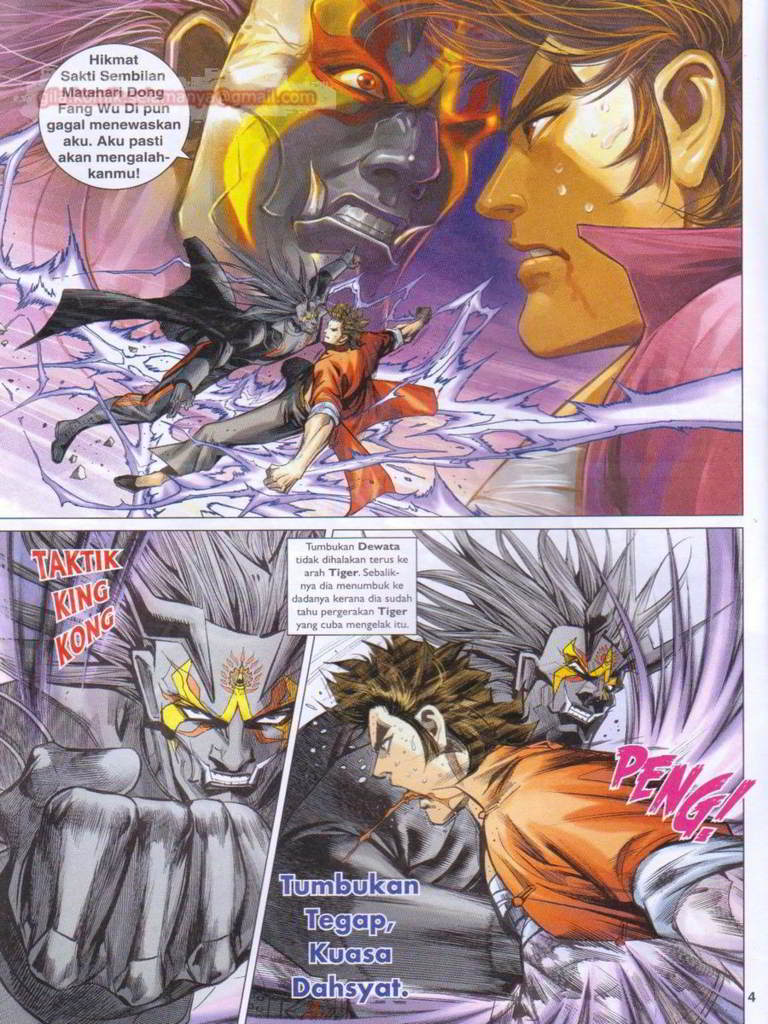 Hikmat
Sakti Sembilan
Matahari Dong
Fang Wu Di pun
gagal menewaskan
aku. Aku pasti
akan mengalah-
kanmu!
TAKTIK
KING
KONG
Tumbukan Dewata
tidak dihalakan terus ke
arah Tiger. Sebalik-
nya dia menumbuk ke
dadanya kerana dia sudah
tahu pergerakan Tiger
yang cuba mengelak itu.
PENG!
Tumbukan
Tegap,
Kuasa
Dahsyat.
4